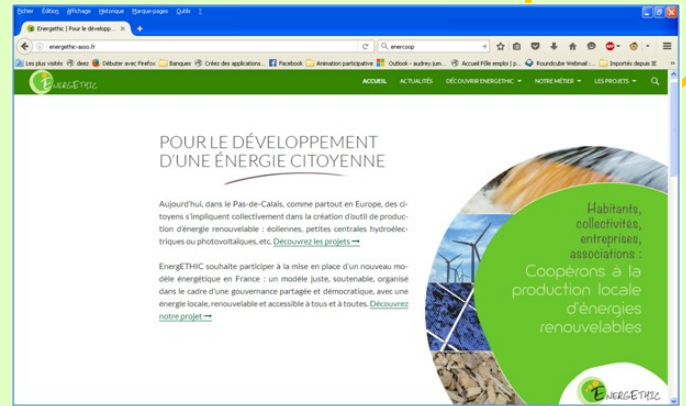 Fichier Édition Affichage Historique Marque-pages Outils ?
Energethic | Pour le dévelop... × +
energethic-asso.fr
enercoop
Les plus visités deez Débuter avec Firefox Banques Créez des applications... Facebook Animation participative Outlook - audrey.jum... Accueil Pôle emploi | p... Roundcube Webmail :... Importés depuis IE
ENERGETHIC
ACCUEIL ACTUALITÉS DÉCOUVRIR ENERGETHIC NOTRE MÉTIER LES PROJETS
POUR LE DÉVELOPPEMENT
D'UNE ÉNERGIE CITOYENNE
Aujourd'hui, dans le Pas-de-Calais, comme partout en Europe, des ci-
toyens s'impliquent collectivement dans la création d'outil de produc-
tion d'énergie renouvelable : éoliennes, petites centrales hydroélec-
triques ou photovoltaïques, etc. Découvrez les projets →
EnergETHIC souhaite participer à la mise en place d'un nouveau mo-
dèle énergétique en France : un modèle juste, soutenable, organisé
dans le cadre d'une gouvernance partagée et démocratique, avec une
énergie locale, renouvelable et accessible à tous et à toutes. Découvrez
notre projet →
Habitants,
collectivités,
entreprises,
associations :
Coopérons à la
production locale
d'énergies
renouvelables
ENERGETHIC